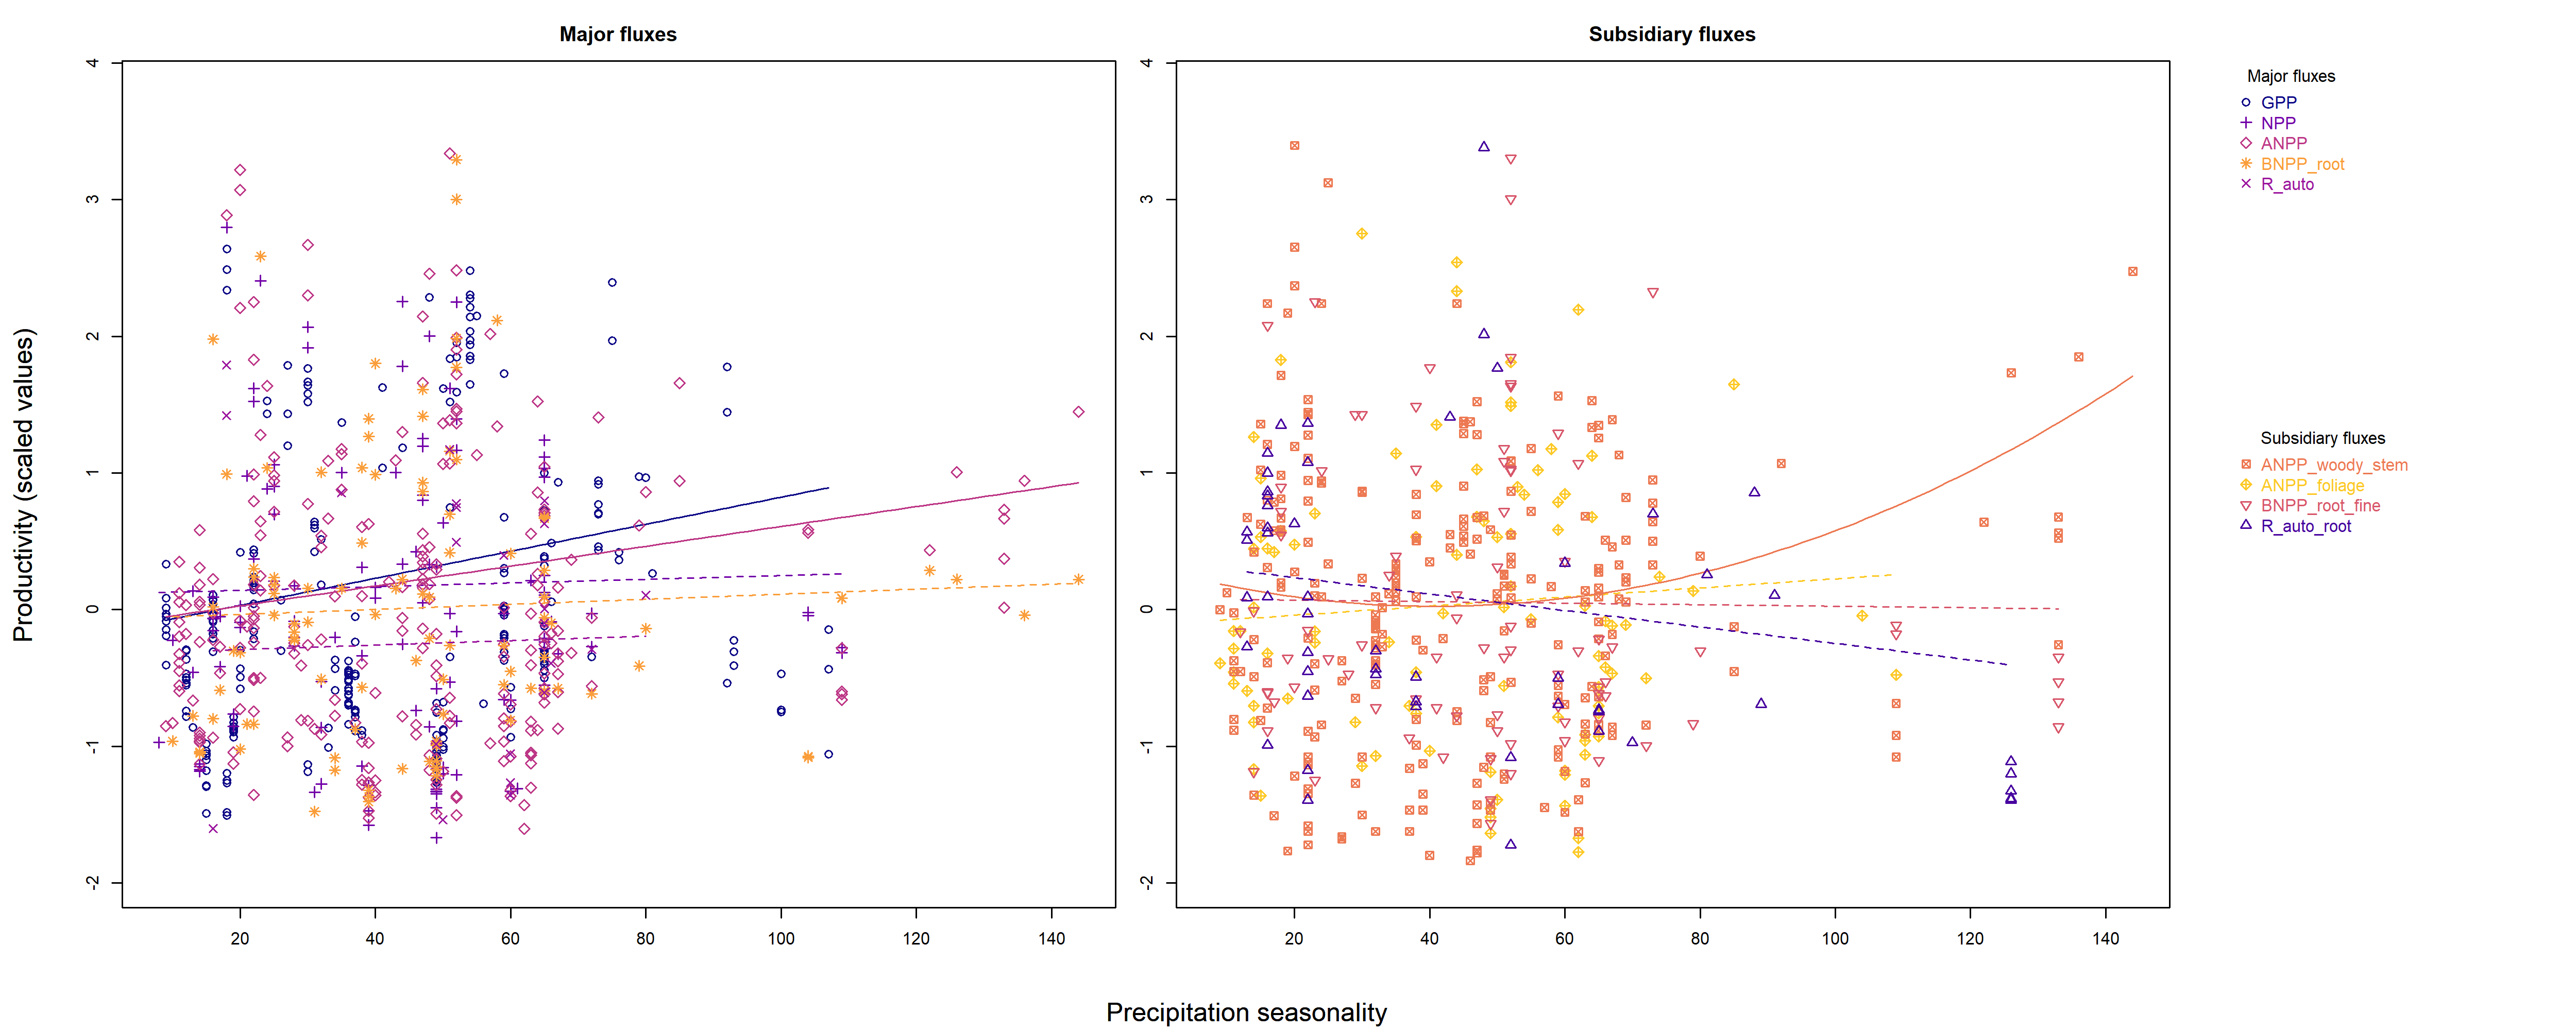 Major fluxes
Subsidiary fluxes
Productivity (scaled values)
4
3
2
1
0
-1
-2
20 40 60 80 100 120 140
4
3
2
1
0
-1
-2
20 40 60 80 100 120 140
Precipitation seasonality
Major fluxes
GPP
NPP
ANPP
BNPP_root
R_auto
Subsidiary fluxes
ANPP_woody_stem
ANPP_foliage
BNPP_root_fine
R_auto_root